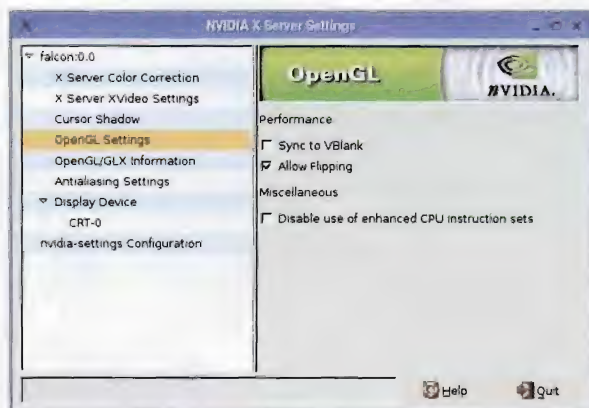 NVIDIA X Server Settings
falcon:0.0
X Server Color Correction
X Server XVideo Settings
Cursor Shadow
OpenGL Settings
OpenGL/GLX Information
Antialiasing Settings
Display Device
CRT-0
nvidia-settings Configuration
OpenGL
NVIDIA.
Performance
Sync to VBlank
Allow Flipping
Miscellaneous
Disable use of enhanced CPU instruction sets
Help
Quit